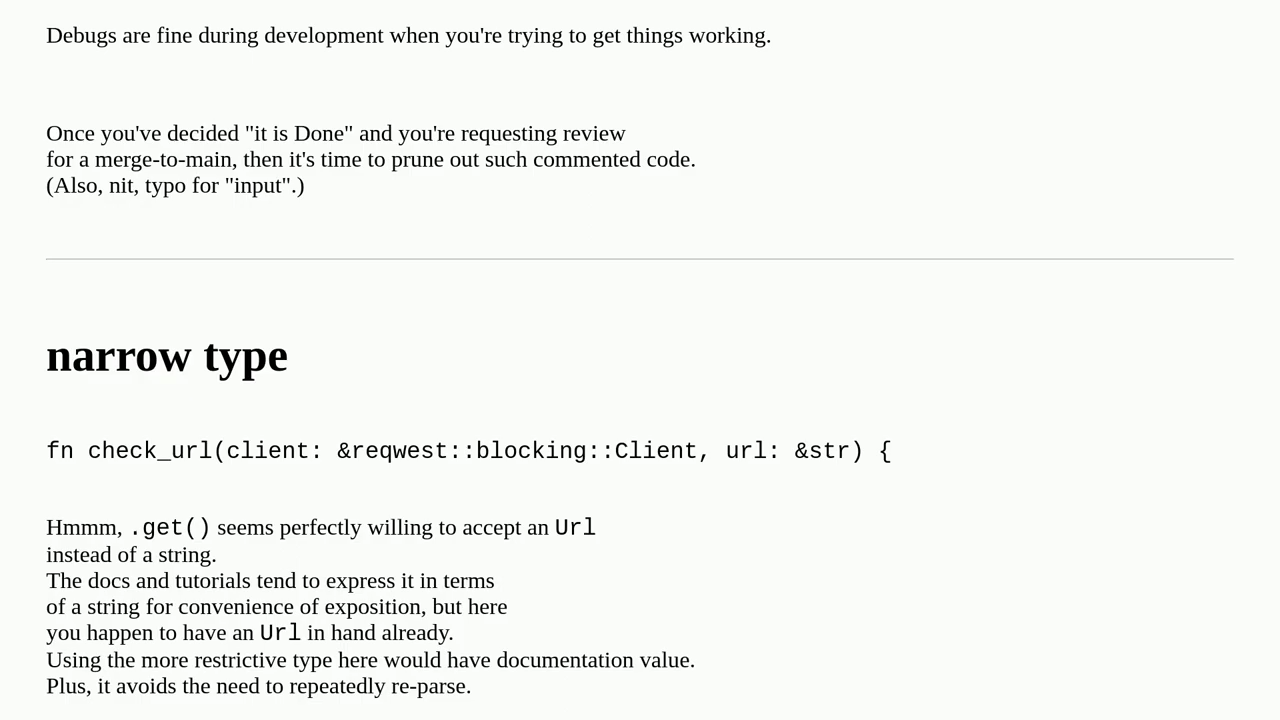 Debugs are fine during development when you're trying to get things working.
Once you've decided "it is Done" and you're requesting review
for a merge-to-main, then it's time to prune out such commented code.
(Also, nit, typo for "input".)
narrow type
fn check_url(client: &reqwest::blocking::Client, url: &str) {
Hmmm, .get() seems perfectly willing to accept an Url
instead of a string.
The docs and tutorials tend to express it in terms
of a string for convenience of exposition, but here
you happen to have an Url in hand already.
Using the more restrictive type here would have documentation value.
Plus, it avoids the need to repeatedly re-parse.